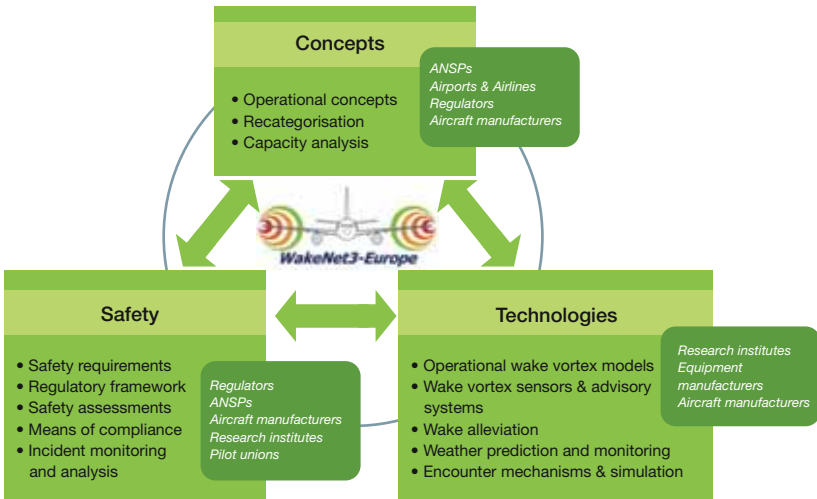 Concepts
• Operational concepts
• Recategorisation
• Capacity analysis
ANSPs
Airports & Airlines
Regulators
Aircraft manufacturers
WakeNet3-Europe
Safety
• Safety requirements
• Regulatory framework
• Safety assessments
• Means of compliance
• Incident monitoring
and analysis
Regulators
ANSPs
Aircraft manufacturers
Research institutes
Pilot unions
Technologies
• Operational wake vortex models
• Wake vortex sensors & advisory
systems
• Wake alleviation
• Weather prediction and monitoring
• Encounter mechanisms & simulation
Research institutes
Equipment
manufacturers
Aircraft manufacturers